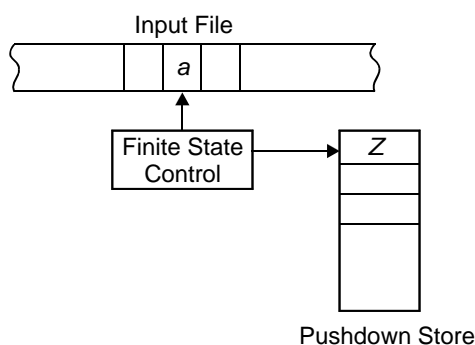 Input File
a
Finite State
Control
Z
Pushdown Store